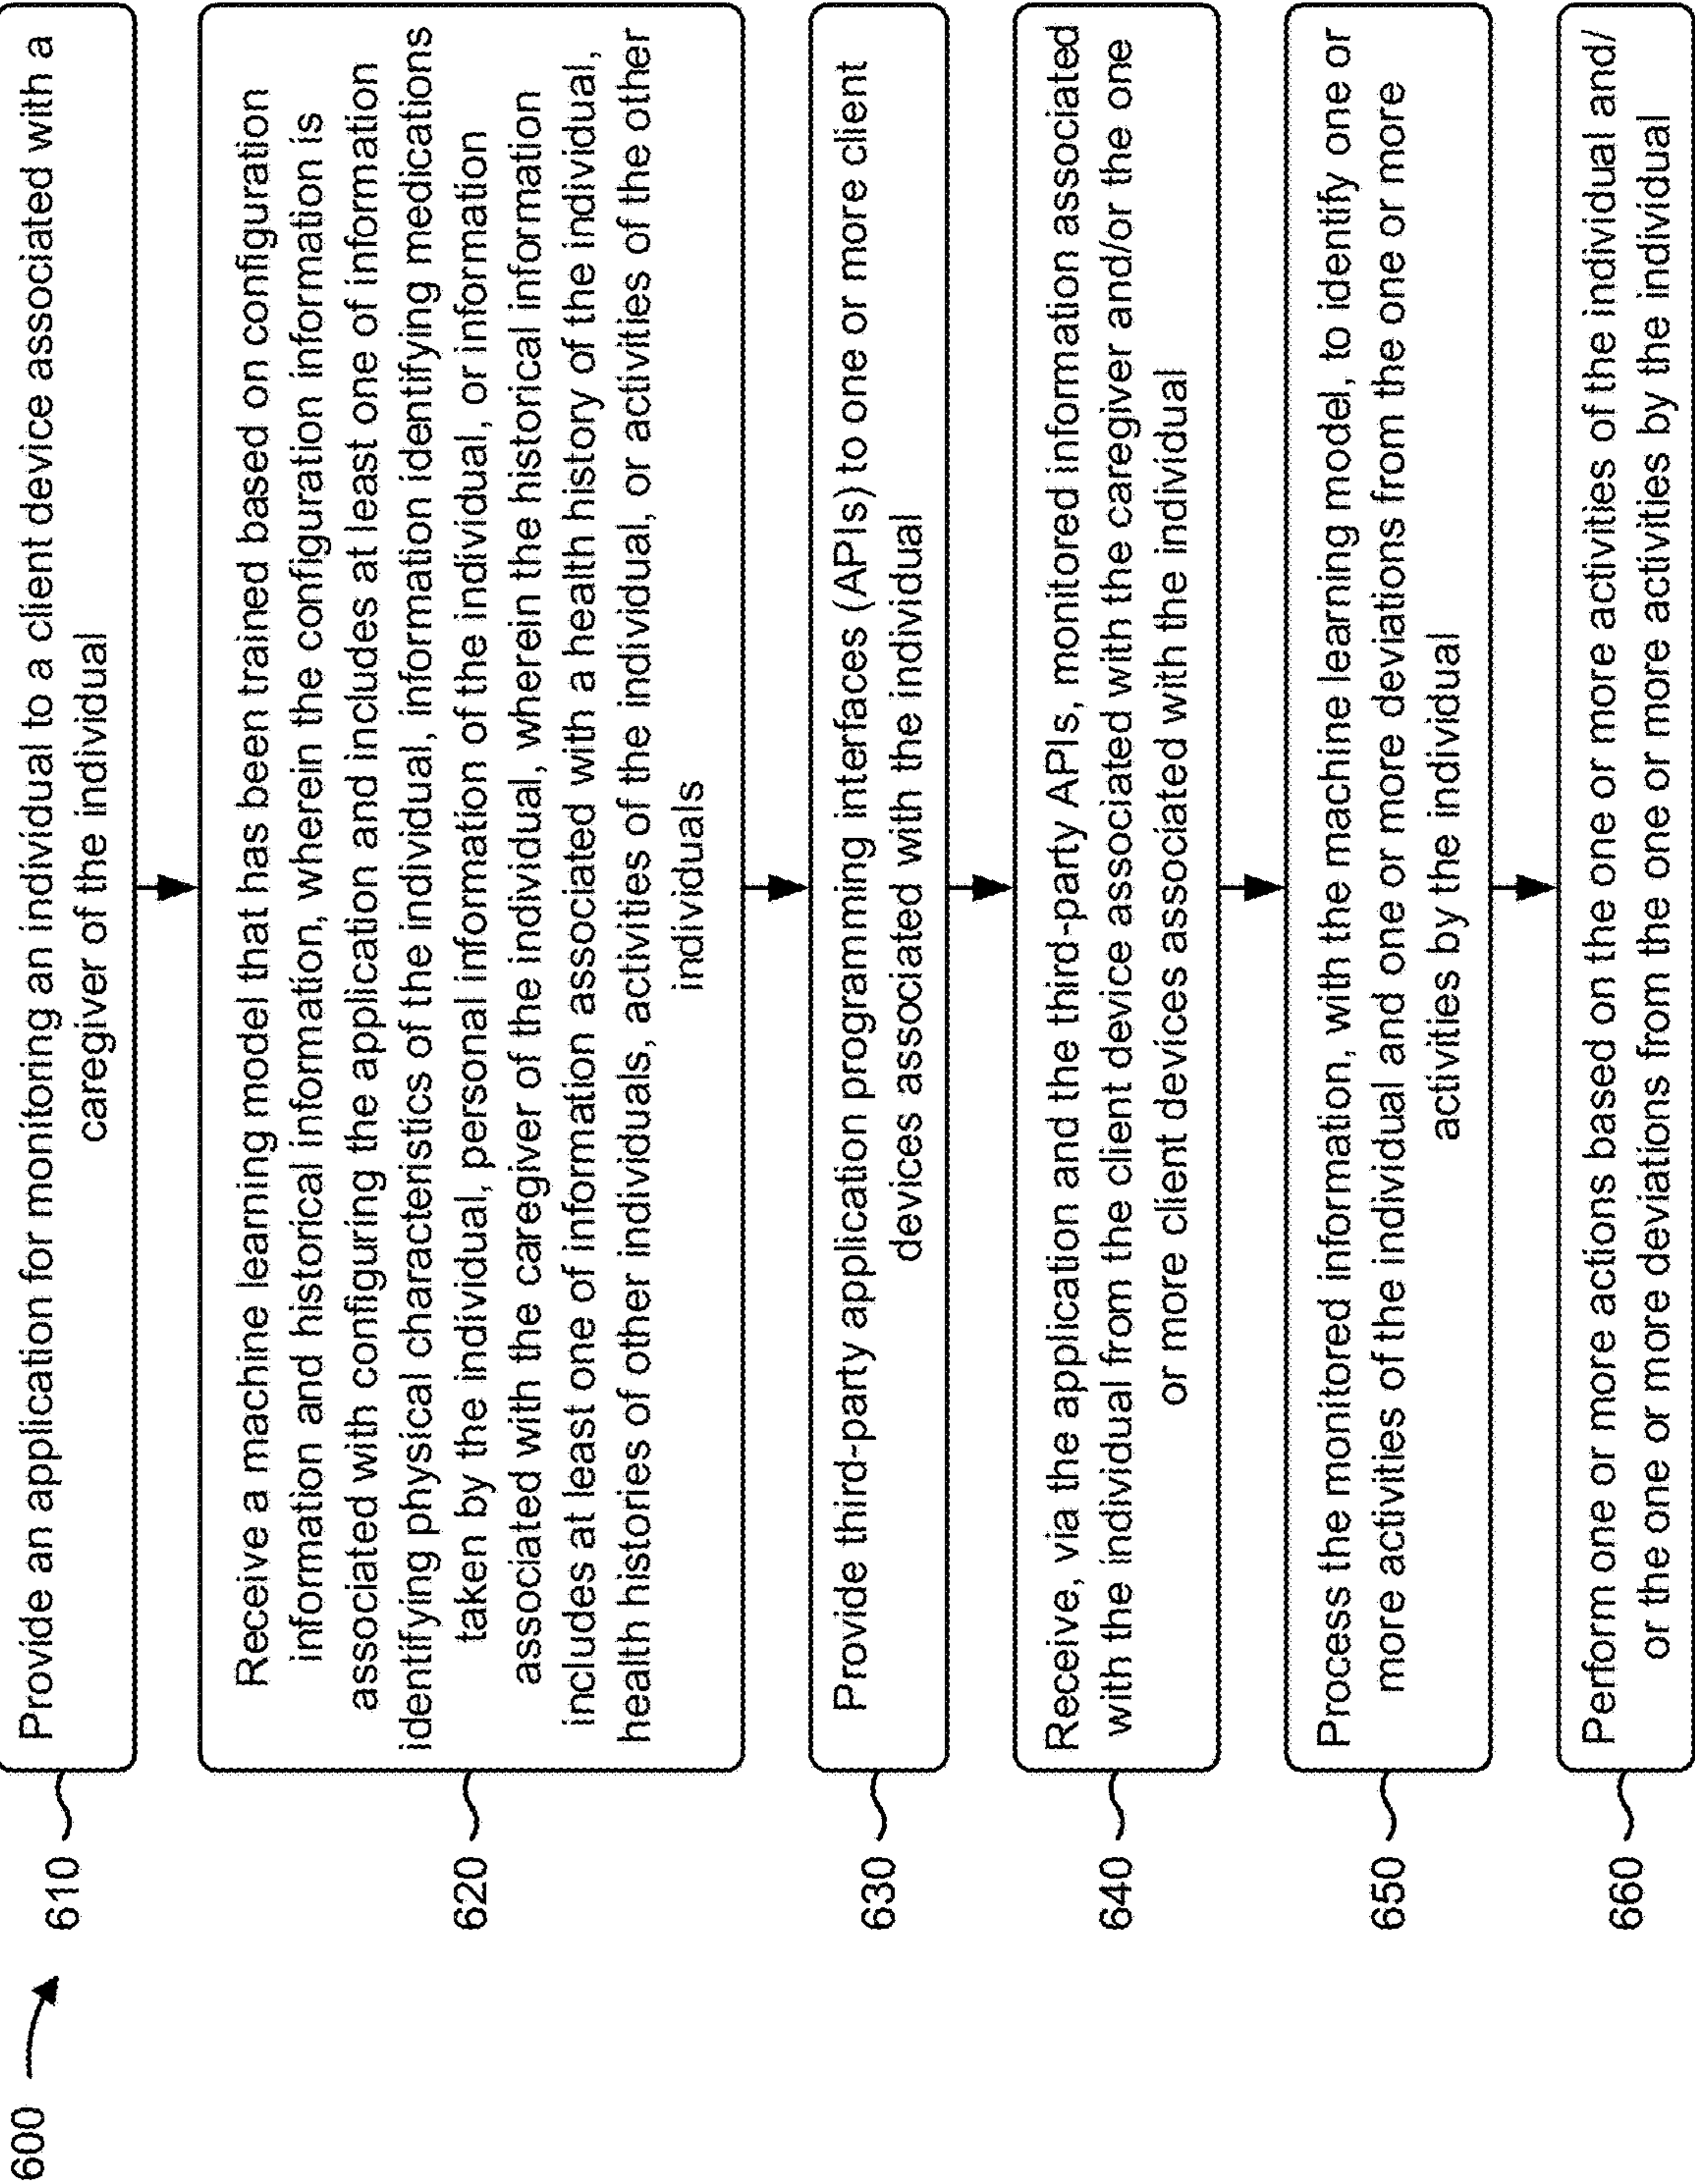 600
610
Provide an application for monitoring an individual to a client device associated with a
caregiver of the individual
620
Receive a machine learning model that has been trained based on configuration
information and historical information, wherein the configuration information is
associated with configuring the application and includes at least one of information
identifying physical characteristics of the individual, information identifying medications
taken by the individual, personal information of the individual, or information
associated with the caregiver of the individual, wherein the historical information
includes at least one of information associated with a health history of the individual,
health histories of other individuals, activities of the individual, or activities of the other
individuals
630
Provide third-party application programming interfaces (APIs) to one or more client
devices associated with the individual
640
Receive, via the application and the third-party APIs, monitored information associated
with the individual from the client device associated with the caregiver and/or the one
or more client devices associated with the individual
650
Process the monitored information, with the machine learning model, to identify one or
more activities of the individual and one or more deviations from the one or more
activities by the individual
660
Perform one or more actions based on the one or more activities of the individual and/
or the one or more deviations from the one or more activities by the individual